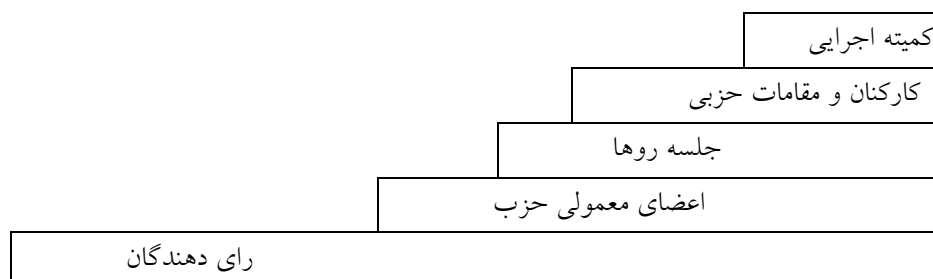 کمیته اجرایی
کارکنان و مقامات حزبی
جلسه روها
اعضای معمولی حزب
رای دهندگان